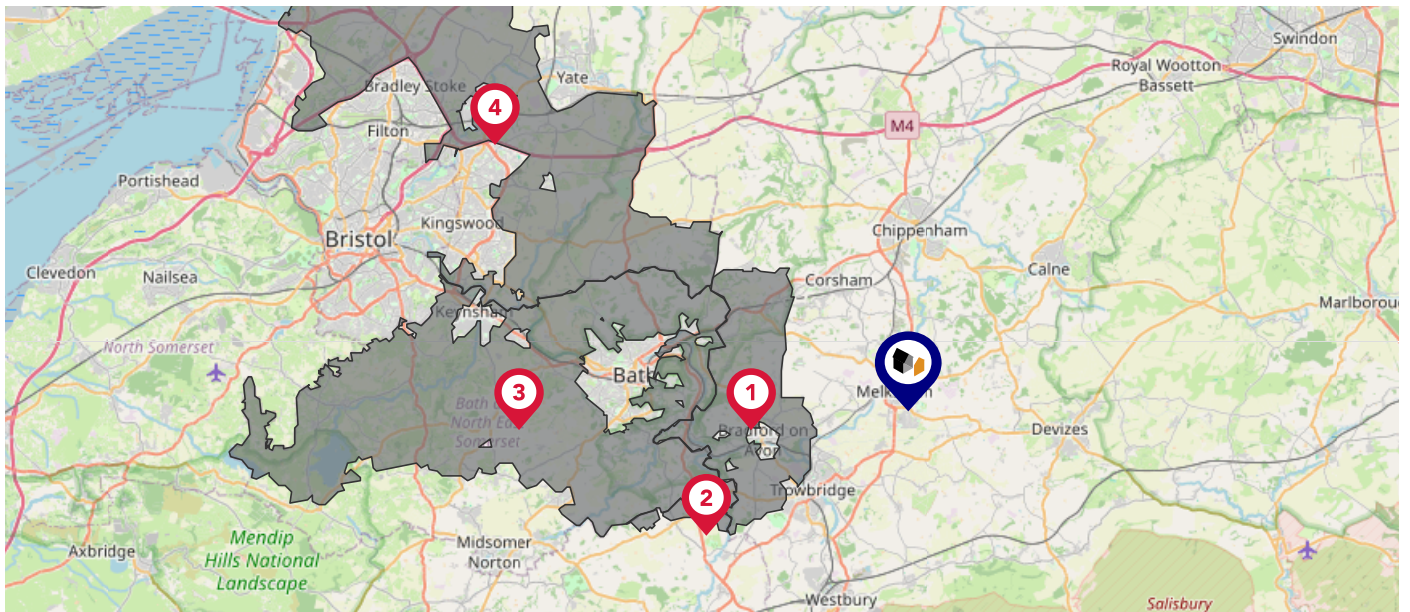 Swindon
Royal Wootton
Bassett
Yate
Bradley Stoke
4
M4
Filton
Portishead
Kingswood
Chippenham
Bristol
Clevedon
Nailsea
Corsham
Calne
Marlborou
Keynsham
North Somerset
Bath
3
1
Melksham
Bath
North East
Somerset
Bradford on
Avon
Devizes
2
Trowbridge
Mendip
Hills National
Landscape
Axbridge
Midsomer
Norton
Westbury
Salisbury